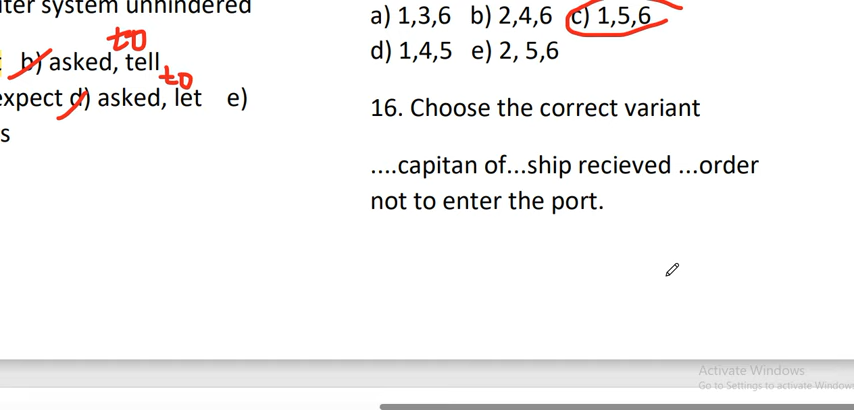 ter system unhindered
to
b) asked, tell
to
expect d) asked, let e)
s
a) 1,3,6 b) 2,4,6 c) 1,5,6
d) 1,4,5 e) 2, 5,6
16. Choose the correct variant
....capitan of...ship recieved ...order
not to enter the port.
Activate Windows
Go to Settings to activate Windows